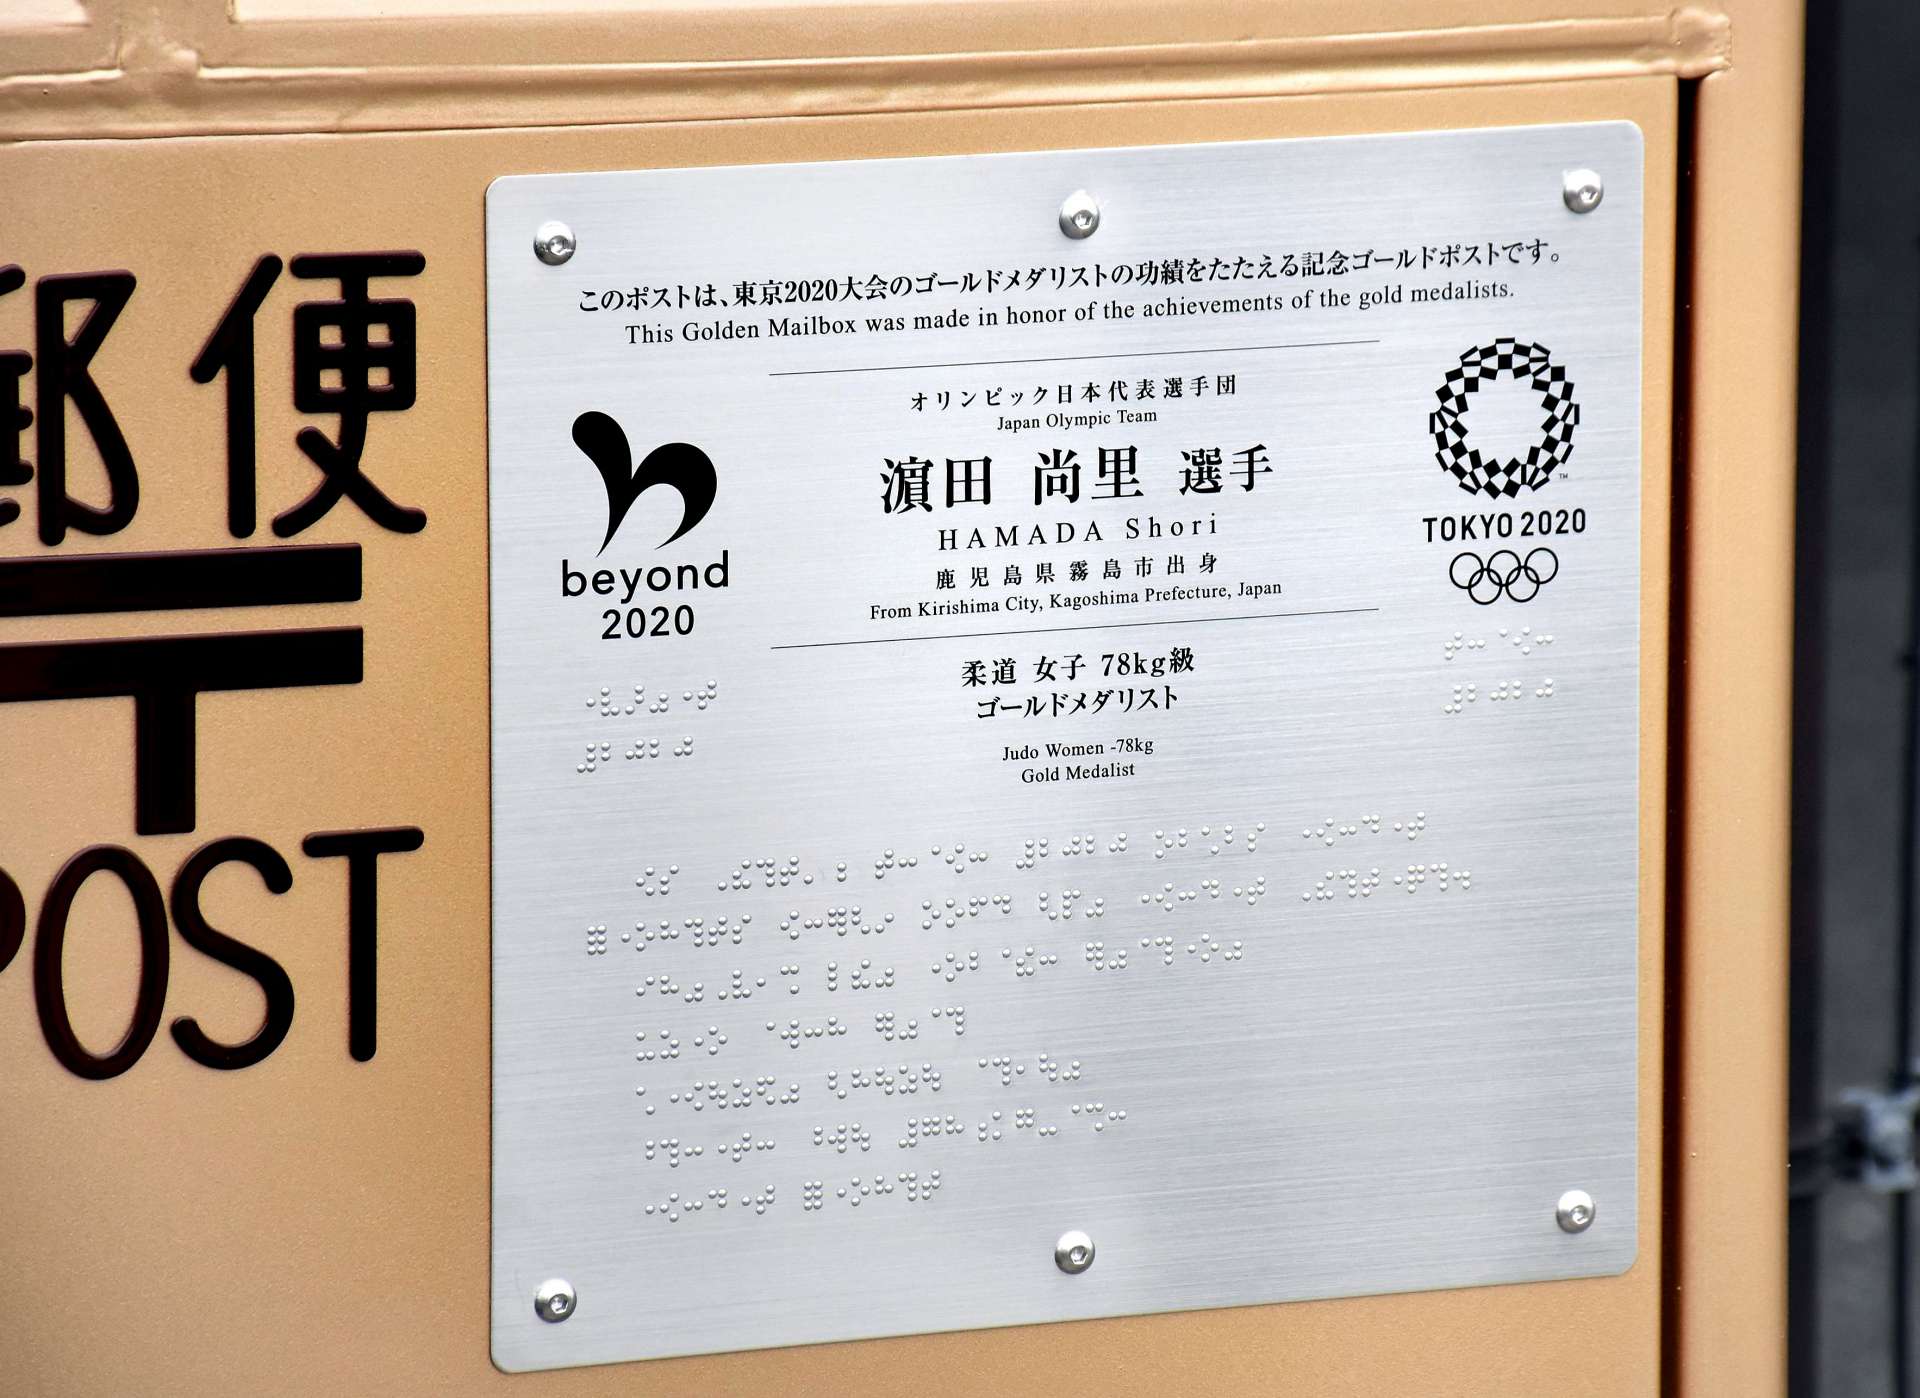 郵便
POST
このポストは、東京2020大会のゴールドメダリストの功績をたたえる記念ゴールドポストです。
This Golden Mailbox was made in honor of the achievements of the gold medalists.
オリンピック日本代表選手団
Japan Olympic Team
濵田 尚里 選手
HAMADA Shori
鹿児島県霧島市出身
From Kirishima City, Kagoshima Prefecture, Japan
柔道 女子 78kg級
ゴールドメダリスト
Judo Women -78kg
Gold Medalist
beyond
2020
TOKYO 2020